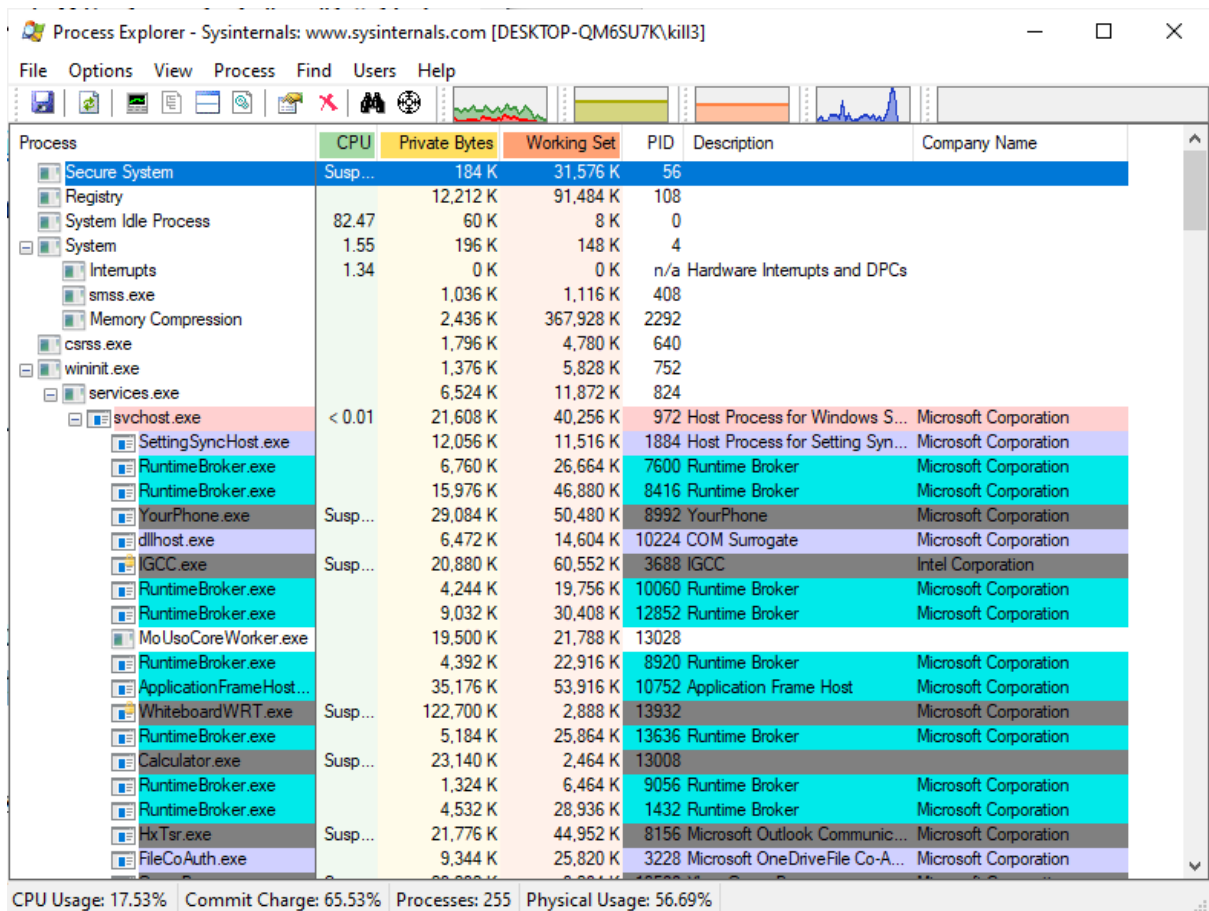 Process Explorer - Sysinternals: www.sysinternals.com [DESKTOP-QM6SU7K\kill3]
File Options View Process Find Users Help
Process CPU Private Bytes Working Set PID Description Company Name
Secure System Susp... 184 K 31,576 K 56
Registry 12,212 K 91,484 K 108
System Idle Process 82.47 60 K 8 K 0
System 1.55 196 K 148 K 4
Interrupts 1.34 0 K 0 K n/a Hardware Interrupts and DPCs
smss.exe 1,036 K 1,116 K 408
Memory Compression 2,436 K 367,928 K 2292
csrss.exe 1,796 K 4,780 K 640
wininit.exe 1,376 K 5,828 K 752
services.exe 6,524 K 11,872 K 824
svchost.exe < 0.01 21,608 K 40,256 K 972 Host Process for Windows S... Microsoft Corporation
SettingSyncHost.exe 12,056 K 11,516 K 1884 Host Process for Setting Syn... Microsoft Corporation
RuntimeBroker.exe 6,760 K 26,664 K 7600 Runtime Broker Microsoft Corporation
RuntimeBroker.exe 15,976 K 46,880 K 8416 Runtime Broker Microsoft Corporation
YourPhone.exe Susp... 29,084 K 50,480 K 8992 YourPhone Microsoft Corporation
dllhost.exe 6,472 K 14,604 K 10224 COM Surrogate Microsoft Corporation
IGCC.exe Susp... 20,880 K 60,552 K 3688 IGCC Intel Corporation
RuntimeBroker.exe 4,244 K 19,756 K 10060 Runtime Broker Microsoft Corporation
RuntimeBroker.exe 9,032 K 30,408 K 12852 Runtime Broker Microsoft Corporation
MoUsoCoreWorker.exe 19,500 K 21,788 K 13028
RuntimeBroker.exe 4,392 K 22,916 K 8920 Runtime Broker Microsoft Corporation
ApplicationFrameHost... 35,176 K 53,916 K 10752 Application Frame Host Microsoft Corporation
WhiteboardWRT.exe Susp... 122,700 K 2,888 K 13932
RuntimeBroker.exe 5,184 K 25,864 K 13636 Runtime Broker Microsoft Corporation
Calculator.exe Susp... 23,140 K 2,464 K 13008
RuntimeBroker.exe 1,324 K 6,464 K 9056 Runtime Broker Microsoft Corporation
RuntimeBroker.exe 4,532 K 28,936 K 1432 Runtime Broker Microsoft Corporation
HxTsr.exe Susp... 21,776 K 44,952 K 8156 Microsoft Outlook Communic... Microsoft Corporation
FileCoAuth.exe 9,344 K 25,820 K 3228 Microsoft OneDriveFile Co-A... Microsoft Corporation
CPU Usage: 17.53% Commit Charge: 65.53% Processes: 255 Physical Usage: 56.69%